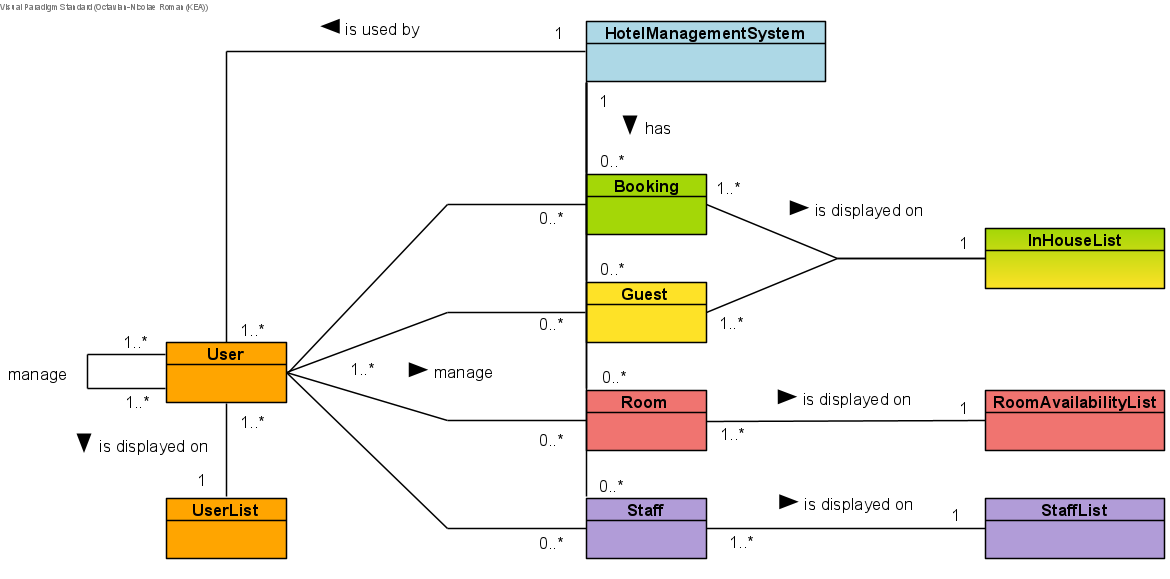 Visual Paradigm Standard (Octavian-Nicolae Roman (KEA))
is used by
1
HotelManagementSystem
1
has
0..*
Booking
1..*
0..*
is displayed on
1
InHouseList
0..*
Guest
0..*
1..*
1..*
1..*
User
manage
1..*
1..*
manage
0..*
Room
is displayed on
1
RoomAvailabilityList
1..*
1..*
0..*
1..*
is displayed on
1
UserList
0..*
Staff
is displayed on
1
StaffList
0..*
1..*